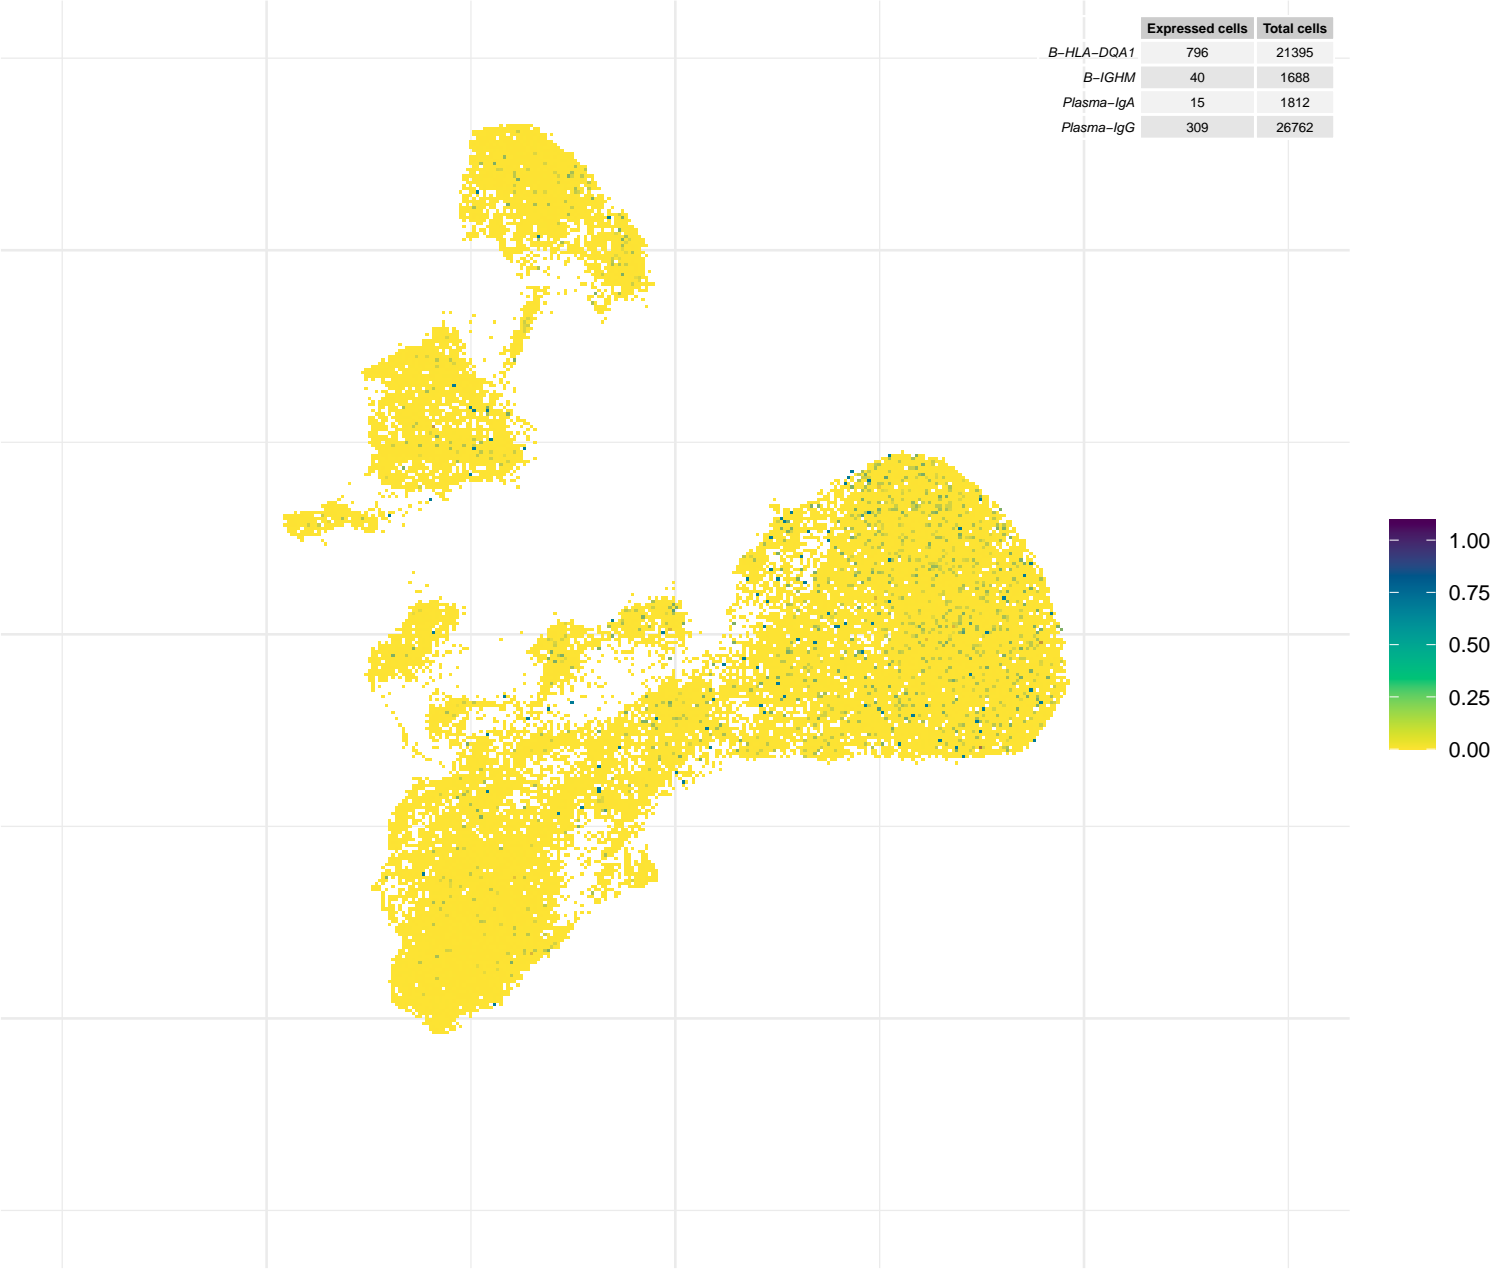 Expressed cells Total cells
B−HLA−DQA1 796 21395
B−IGHM 40 1688
Plasma−IgA 15 1812
Plasma−IgG 309 26762
1.00
0.75
0.50
0.25
0.00